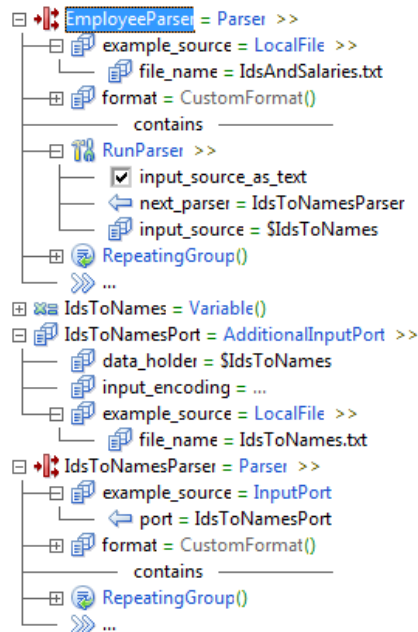 EmployeeParser = Parser >>
example_source = LocalFile >>
file_name = IdsAndSalaries.txt
format = CustomFormat()
contains
RunParser >>
input_source_as_text
next_parser = IdsToNamesParser
input_source = $IdsToNames
RepeatingGroup()
...
IdsToNames = Variable()
IdsToNamesPort = AdditionalInputPort >>
data_holder = $IdsToNames
input_encoding = ...
example_source = LocalFile >>
file_name = IdsToNames.txt
IdsToNamesParser = Parser >>
example_source = InputPort
port = IdsToNamesPort
format = CustomFormat()
contains
RepeatingGroup()
...